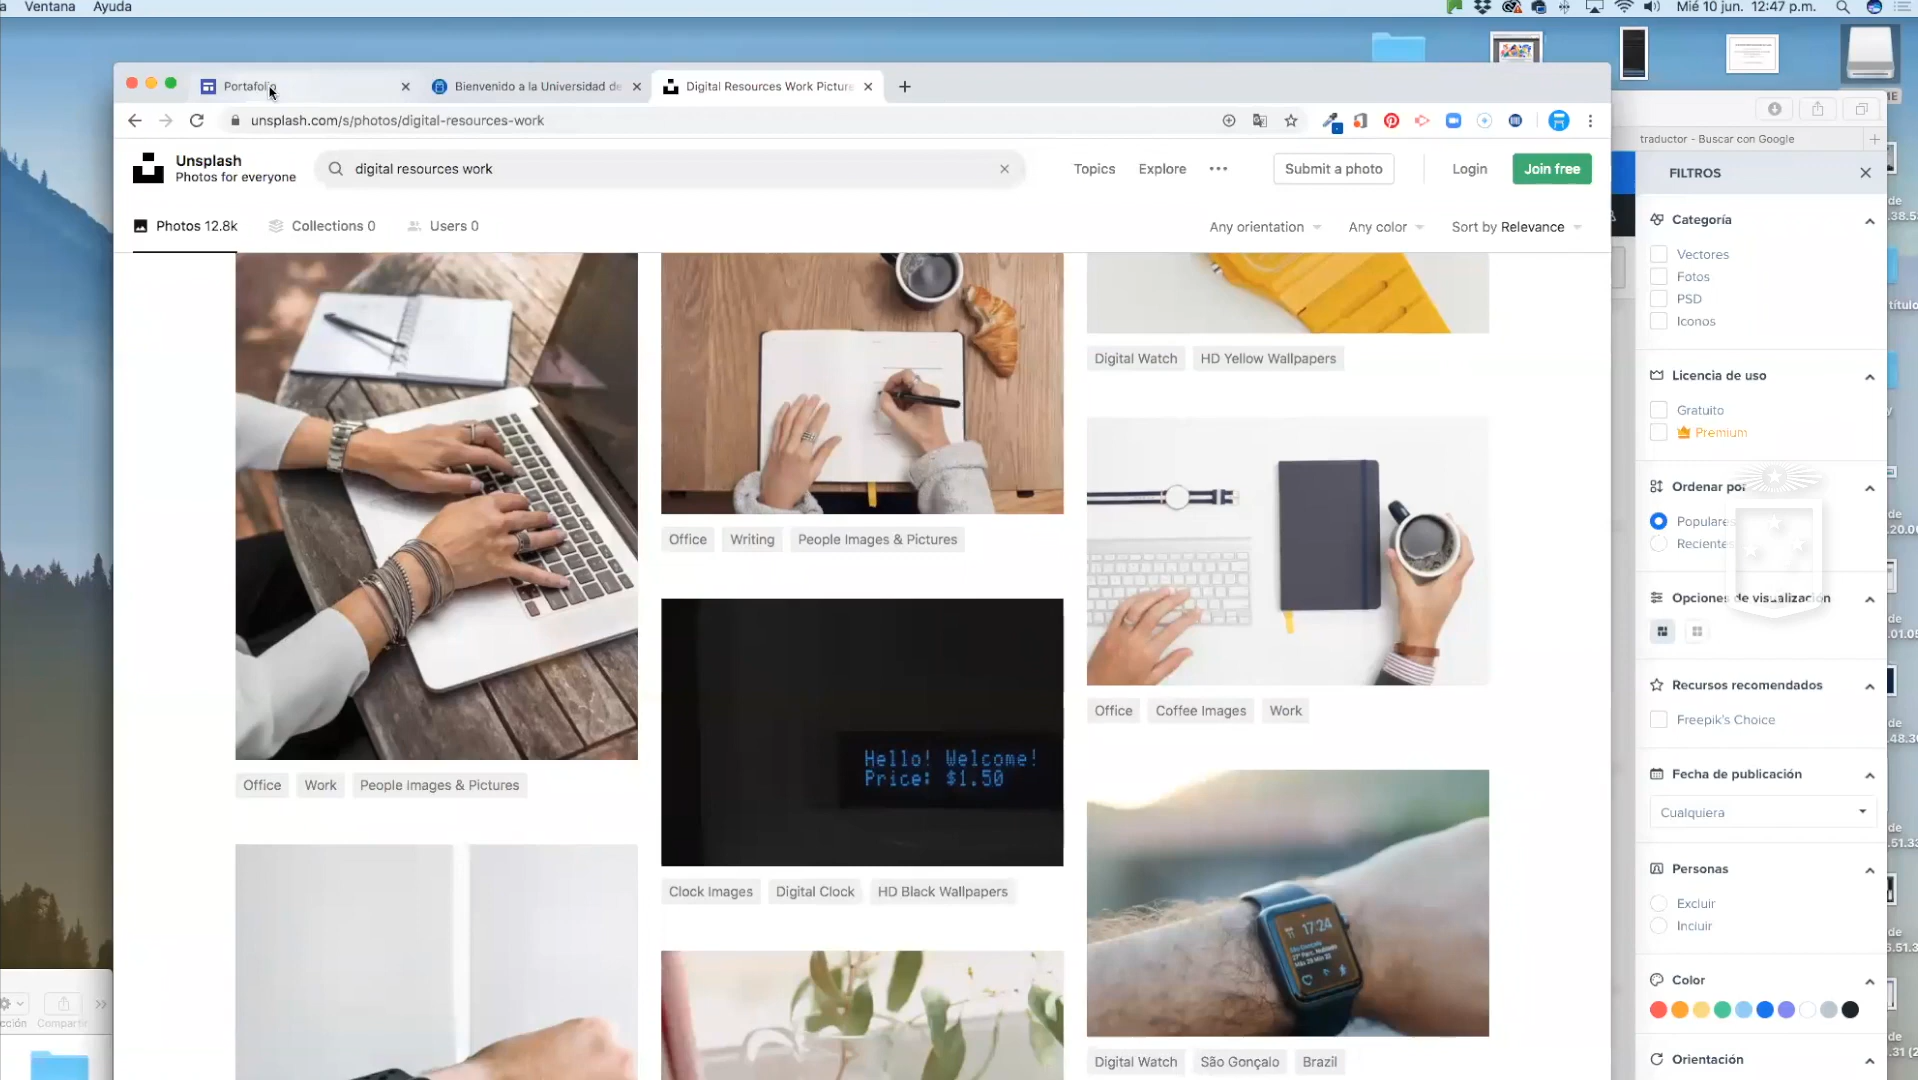 Ventana Ayuda
Mié 10 jun. 12:47 p.m.
Portafolio
Bienvenido a la Universidad de
Digital Resources Work Picture
unsplash.com/s/photos/digital-resources-work
traductor - Buscar con Google
Unsplash
Photos for everyone
digital resources work
Topics
Explore
Submit a photo
Login
Join free
Photos 12.8k
Collections 0
Users 0
Any orientation
Any color
Sort by Relevance
Digital Watch
HD Yellow Wallpapers
Office
Writing
People Images & Pictures
Office
Coffee Images
Work
Hello! Welcome!
Price: $1.50
Office
Work
People Images & Pictures
Clock Images
Digital Clock
HD Black Wallpapers
17:24
Digital Watch
São Gonçalo
Brazil
FILTROS
Categoría
Vectores
Fotos
PSD
Iconos
Licencia de uso
Gratuito
Premium
Ordenar por
Populares
Recientes
Opciones de visualización
Recursos recomendados
Freepik's Choice
Fecha de publicación
Cualquiera
Personas
Excluir
Incluir
Color
Orientación
Compartir